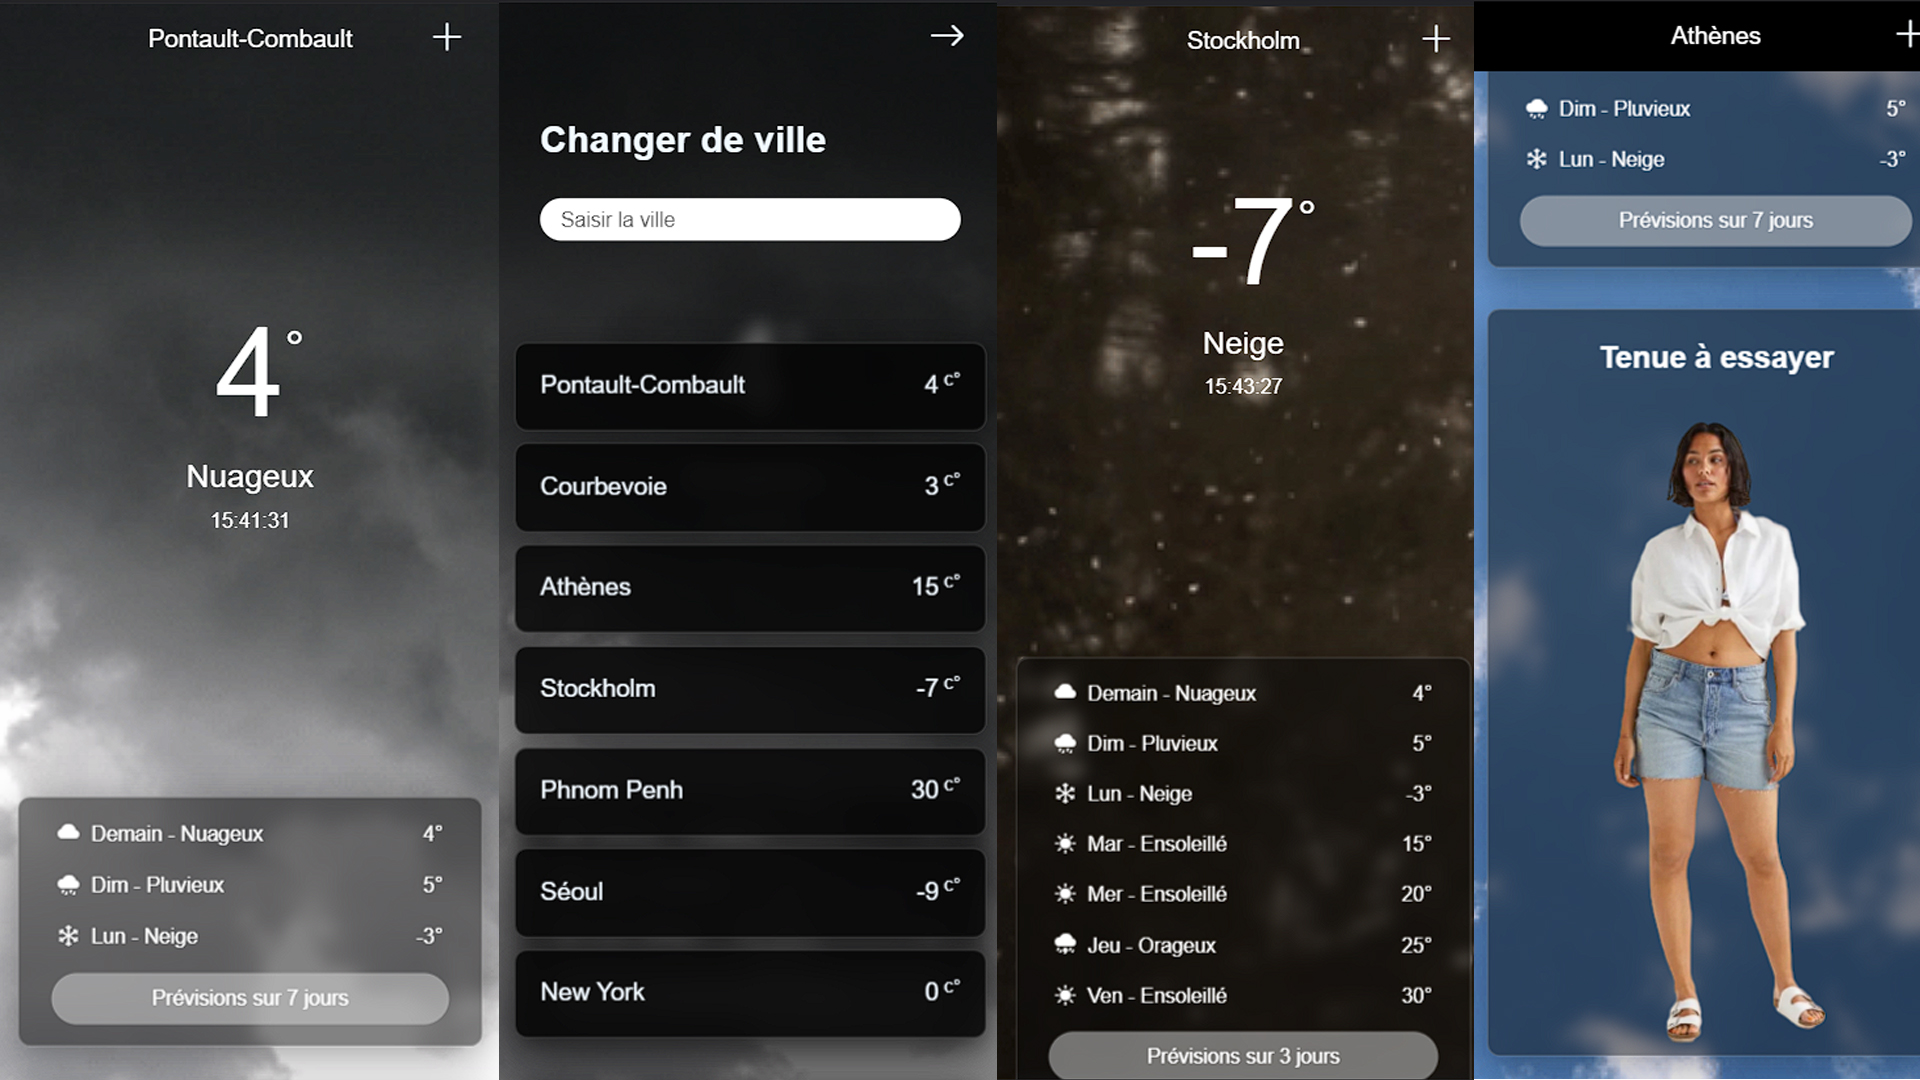 Pontault-Combault
4°
Nuageux
15:41:31
Demain - Nuageux 4°
Dim - Pluvieux 5°
Lun - Neige -3°
Prévisions sur 7 jours
Changer de ville
Saisir la ville
Pontault-Combault 4 C°
Courbevoie 3 C°
Athènes 15 C°
Stockholm -7 C°
Phnom Penh 30 C°
Séoul -9 C°
New York 0 C°
Stockholm
-7°
Neige
15:43:27
Demain - Nuageux 4°
Dim - Pluvieux 5°
Lun - Neige -3°
Mar - Ensoleillé 15°
Mer - Ensoleillé 20°
Jeu - Orageux 25°
Ven - Ensoleillé 30°
Prévisions sur 3 jours
Athènes
Dim - Pluvieux 5°
Lun - Neige -3°
Prévisions sur 7 jours
Tenue à essayer